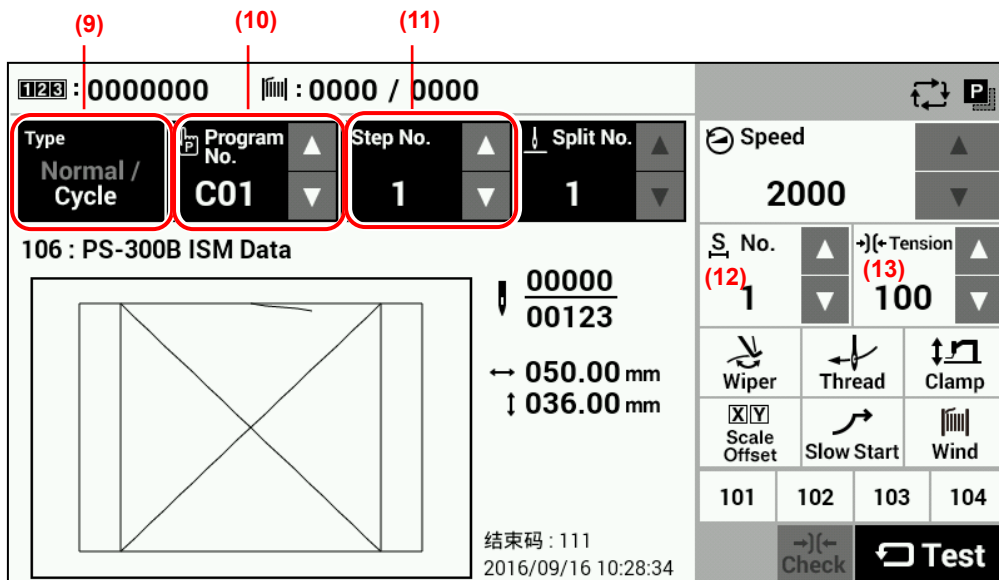 (9)
(10)
(11)
123 : 0000000
: 0000 / 0000
P
Type
Normal /
Cycle
P Program
No.
C01
Step No.
1
Split No.
1
Speed
2000
106 : PS-300B ISM Data
S No.
(12)
1
Tension
(13)
100
00000
00123
050.00 mm
036.00 mm
Wiper
Thread
Clamp
XY
Scale
Offset
Slow Start
Wind
101
102
103
104
结束码 : 111
2016/09/16 10:28:34
Check
Test